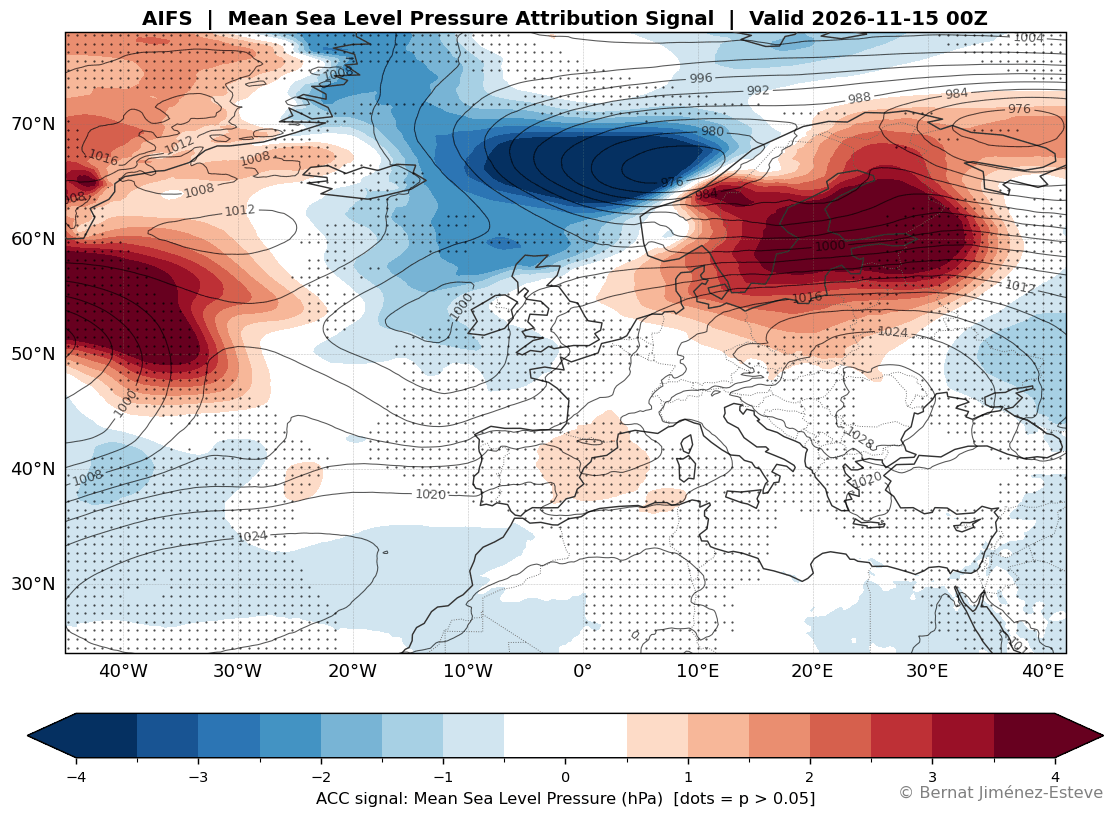 AIFS | Mean Sea Level Pressure Attribution Signal | Valid 2026-11-15 00Z
1004
1008
996
992
988
984
976
70°N
1012
980
1016
1008
976
984
1008
1008
1012
60°N
1000
1012
1016
1000
1024
50°N
1000
1028
40°N
1008
1020
1020
1024
30°N
40°W 30°W 20°W 10°W 0° 10°E 20°E 30°E 40°E
−4 −3 −2 −1 0 1 2 3 4
ACC signal: Mean Sea Level Pressure (hPa) [dots = p > 0.05]
© Bernat Jiménez-Esteve